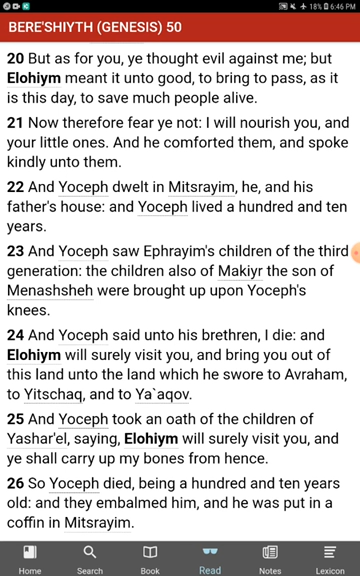 18% 6:46 PM
BERE'SHIYTH (GENESIS) 50
20 But as for you, ye thought evil against me; but
Elohiym meant it unto good, to bring to pass, as it
is this day, to save much people alive.
21 Now therefore fear ye not: I will nourish you, and
your little ones. And he comforted them, and spoke
kindly unto them.
22 And Yoceph dwelt in Mitsrayim, he, and his
father's house: and Yoceph lived a hundred and ten
years.
23 And Yoceph saw Ephrayim's children of the third
generation: the children also of Makiyr the son of
Menashsheh were brought up upon Yoceph's
knees.
24 And Yoceph said unto his brethren, I die: and
Elohiym will surely visit you, and bring you out of
this land unto the land which he swore to Avraham,
to Yitschaq, and to Ya`aqov.
25 And Yoceph took an oath of the children of
Yashar'el, saying, Elohiym will surely visit you, and
ye shall carry up my bones from hence.
26 So Yoceph died, being a hundred and ten years
old: and they embalmed him, and he was put in a
coffin in Mitsrayim.
Home Search Book Read Notes Lexicon